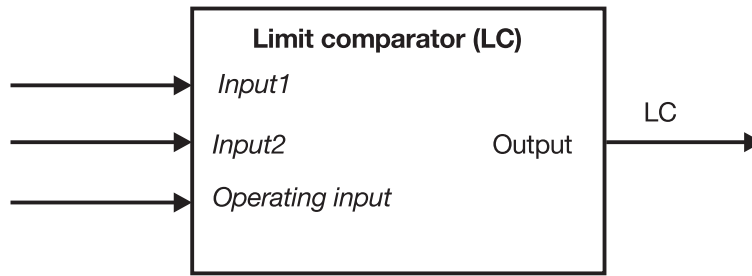 Limit comparator (LC)
Input1
LC
Input2
Output
Operating input